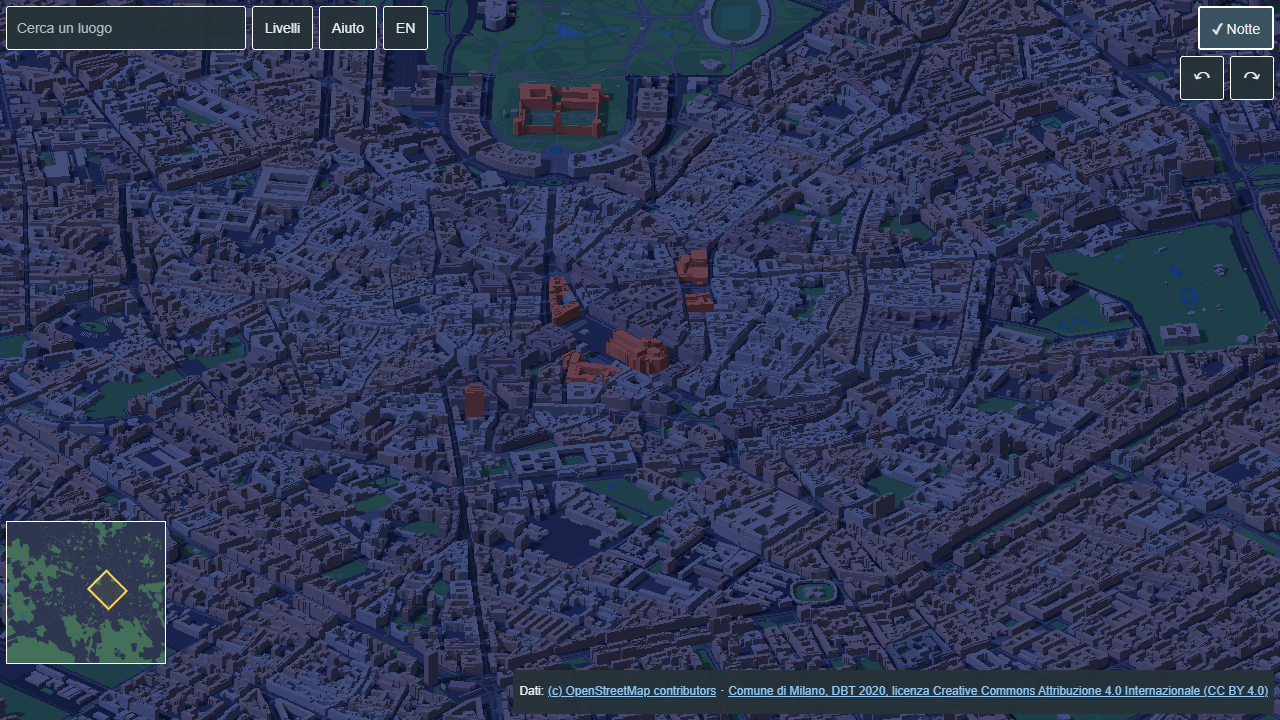 Cerca un luogo
Livelli
Aiuto
EN
✓ Notte
Dati: (c) OpenStreetMap contributors · Comune di Milano, DBT 2020, licenza Creative Commons Attribuzione 4.0 Internazionale (CC BY 4.0)